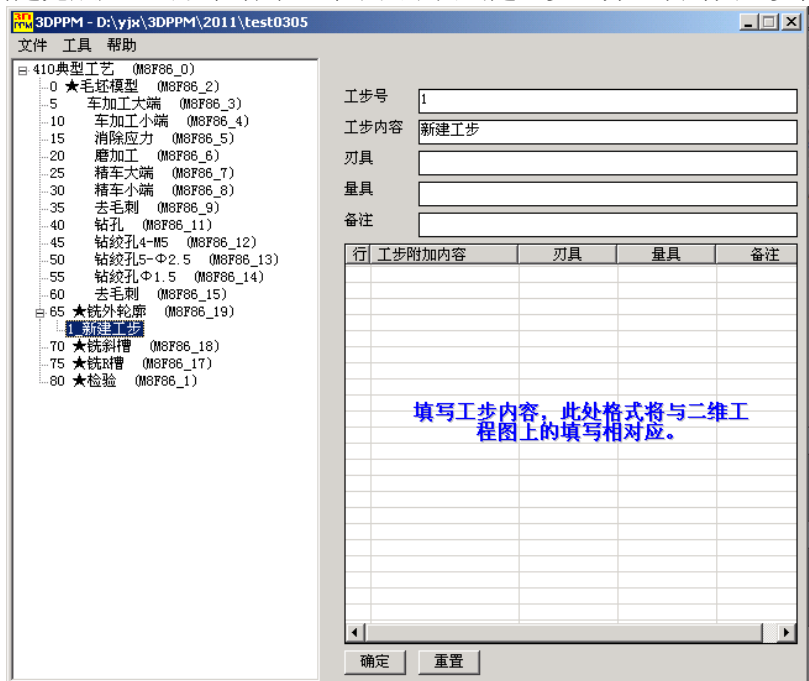 3DPPM - D:\yjx\3DPPM\2011\test0305
文件 工具 帮助
410典型工艺 (M8F86_0)
0 ★毛坯模型 (M8F86_2)
5 车加工大端 (M8F86_3)
10 车加工小端 (M8F86_4)
15 消除应力 (M8F86_5)
20 磨加工 (M8F86_6)
25 精车大端 (M8F86_7)
30 精车小端 (M8F86_8)
35 去毛刺 (M8F86_9)
40 钻孔 (M8F86_11)
45 钻绞孔4-M5 (M8F86_12)
50 钻绞孔5-Φ2.5 (M8F86_13)
55 钻绞孔Φ1.5 (M8F86_14)
60 去毛刺 (M8F86_15)
65 ★铣外轮廓 (M8F86_19)
1 新建工步
70 ★铣斜槽 (M8F86_18)
75 ★铣R槽 (M8F86_17)
80 ★检验 (M8F86_1)
工步号 1
工步内容 新建工步
刃具
量具
备注
行 工步附加内容 刃具 量具 备注
填写工步内容，此处格式将与二维工
程图上的填写相对应。
确定 重置